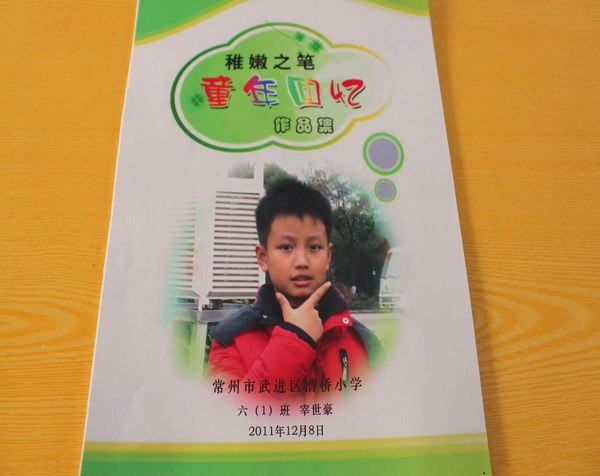 稚嫩之笔
童年回忆
作品集
常州市武进区漕桥小学
六（1）班 宰世豪
2011年12月8日